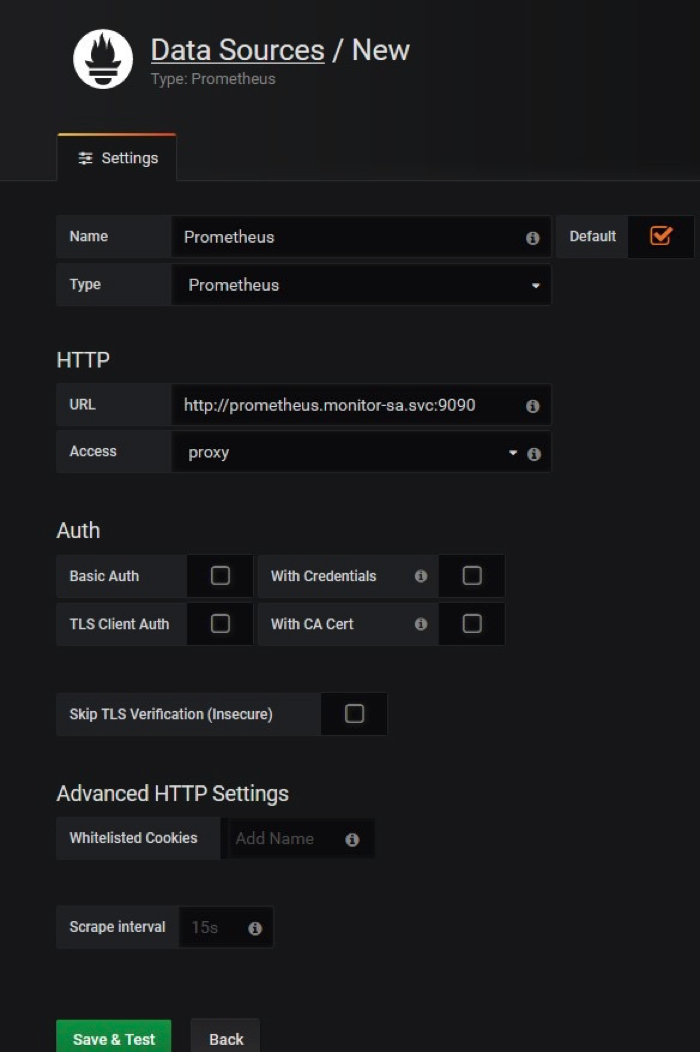 Data Sources / New
Type: Prometheus
Settings
Name Prometheus Default
Type Prometheus
HTTP
URL http://prometheus.monitor-sa.svc:9090
Access proxy
Auth
Basic Auth With Credentials
TLS Client Auth With CA Cert
Skip TLS Verification (Insecure)
Advanced HTTP Settings
Whitelisted Cookies Add Name
Scrape interval 15s
Save & Test Back